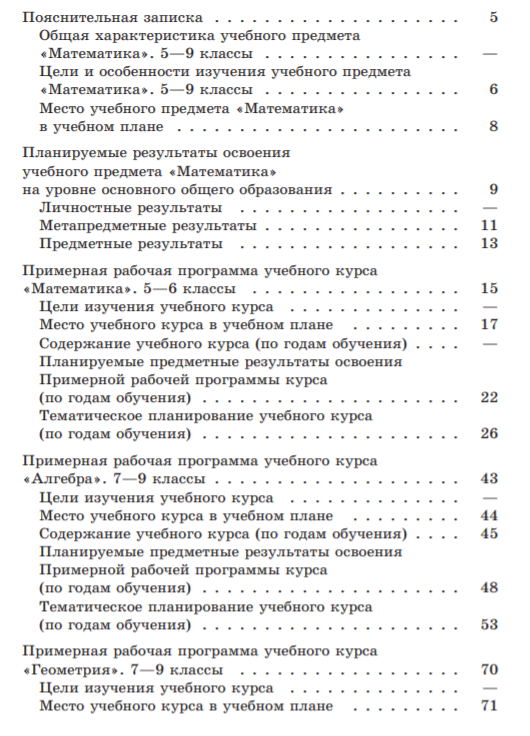 Пояснительная записка . . . . . . . . . . . . . . . . . . . . 5
Общая характеристика учебного предмета
«Математика». 5—9 классы . . . . . . . . . . . . . . . . —
Цели и особенности изучения учебного предмета
«Математика». 5—9 классы . . . . . . . . . . . . . . . . 6
Место учебного предмета «Математика»
в учебном плане . . . . . . . . . . . . . . . . . . . . . . . 8
Планируемые результаты освоения
учебного предмета «Математика»
на уровне основного общего образования . . . . . . . . . . 9
Личностные результаты . . . . . . . . . . . . . . . . . . —
Метапредметные результаты . . . . . . . . . . . . . . . . 11
Предметные результаты . . . . . . . . . . . . . . . . . . 13
Примерная рабочая программа учебного курса
«Математика». 5—6 классы . . . . . . . . . . . . . . . . . 15
Цели изучения учебного курса . . . . . . . . . . . . . . —
Место учебного курса в учебном плане . . . . . . . . . 17
Содержание учебного курса (по годам обучения) . . . . —
Планируемые предметные результаты освоения
Примерной рабочей программы курса
(по годам обучения) . . . . . . . . . . . . . . . . . . . . . 22
Тематическое планирование учебного курса
(по годам обучения) . . . . . . . . . . . . . . . . . . . . . 26
Примерная рабочая программа учебного курса
«Алгебра». 7—9 классы . . . . . . . . . . . . . . . . . . . . 43
Цели изучения учебного курса . . . . . . . . . . . . . . —
Место учебного курса в учебном плане . . . . . . . . . 44
Содержание учебного курса (по годам обучения) . . . . 45
Планируемые предметные результаты освоения
Примерной рабочей программы курса
(по годам обучения) . . . . . . . . . . . . . . . . . . . . . 48
Тематическое планирование учебного курса
(по годам обучения) . . . . . . . . . . . . . . . . . . . . . 53
Примерная рабочая программа учебного курса
«Геометрия». 7—9 классы . . . . . . . . . . . . . . . . . . 70
Цели изучения учебного курса . . . . . . . . . . . . . . —
Место учебного курса в учебном плане . . . . . . . . . 71